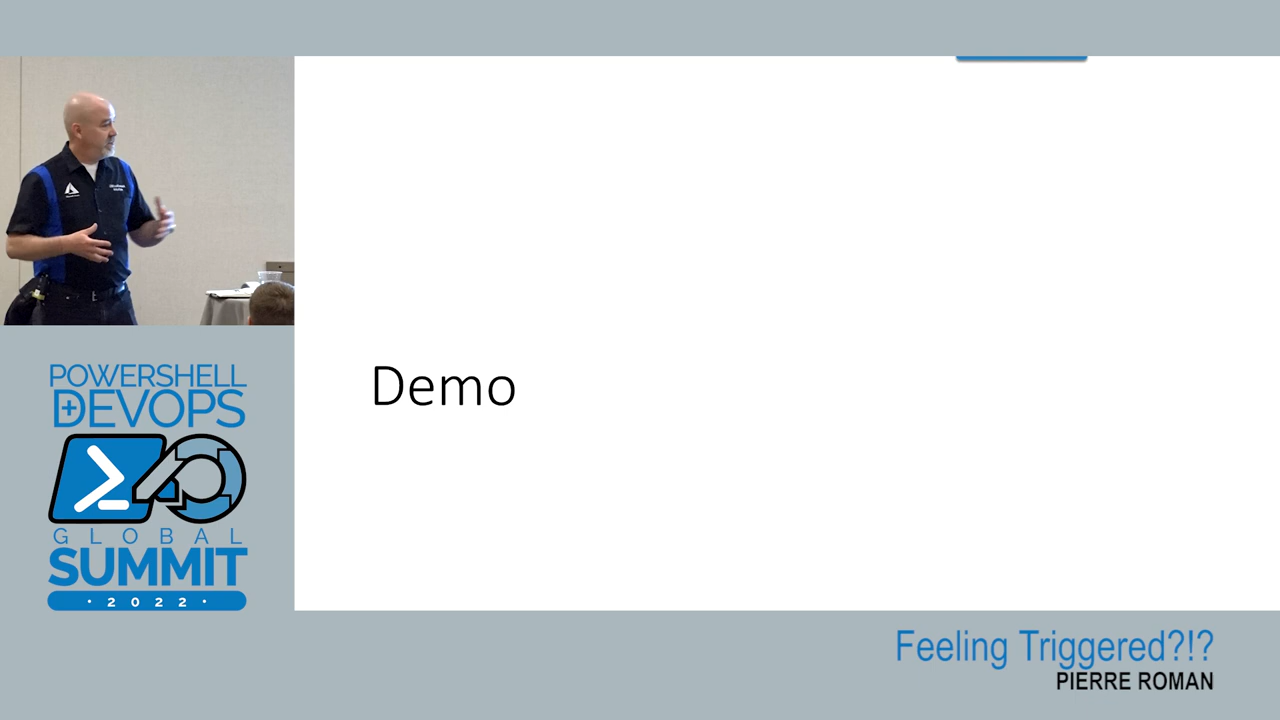 Demo
POWERSHELL
+DEVOPS
GLOBAL
SUMMIT
· 2022 ·
Feeling Triggered?!?
PIERRE ROMAN